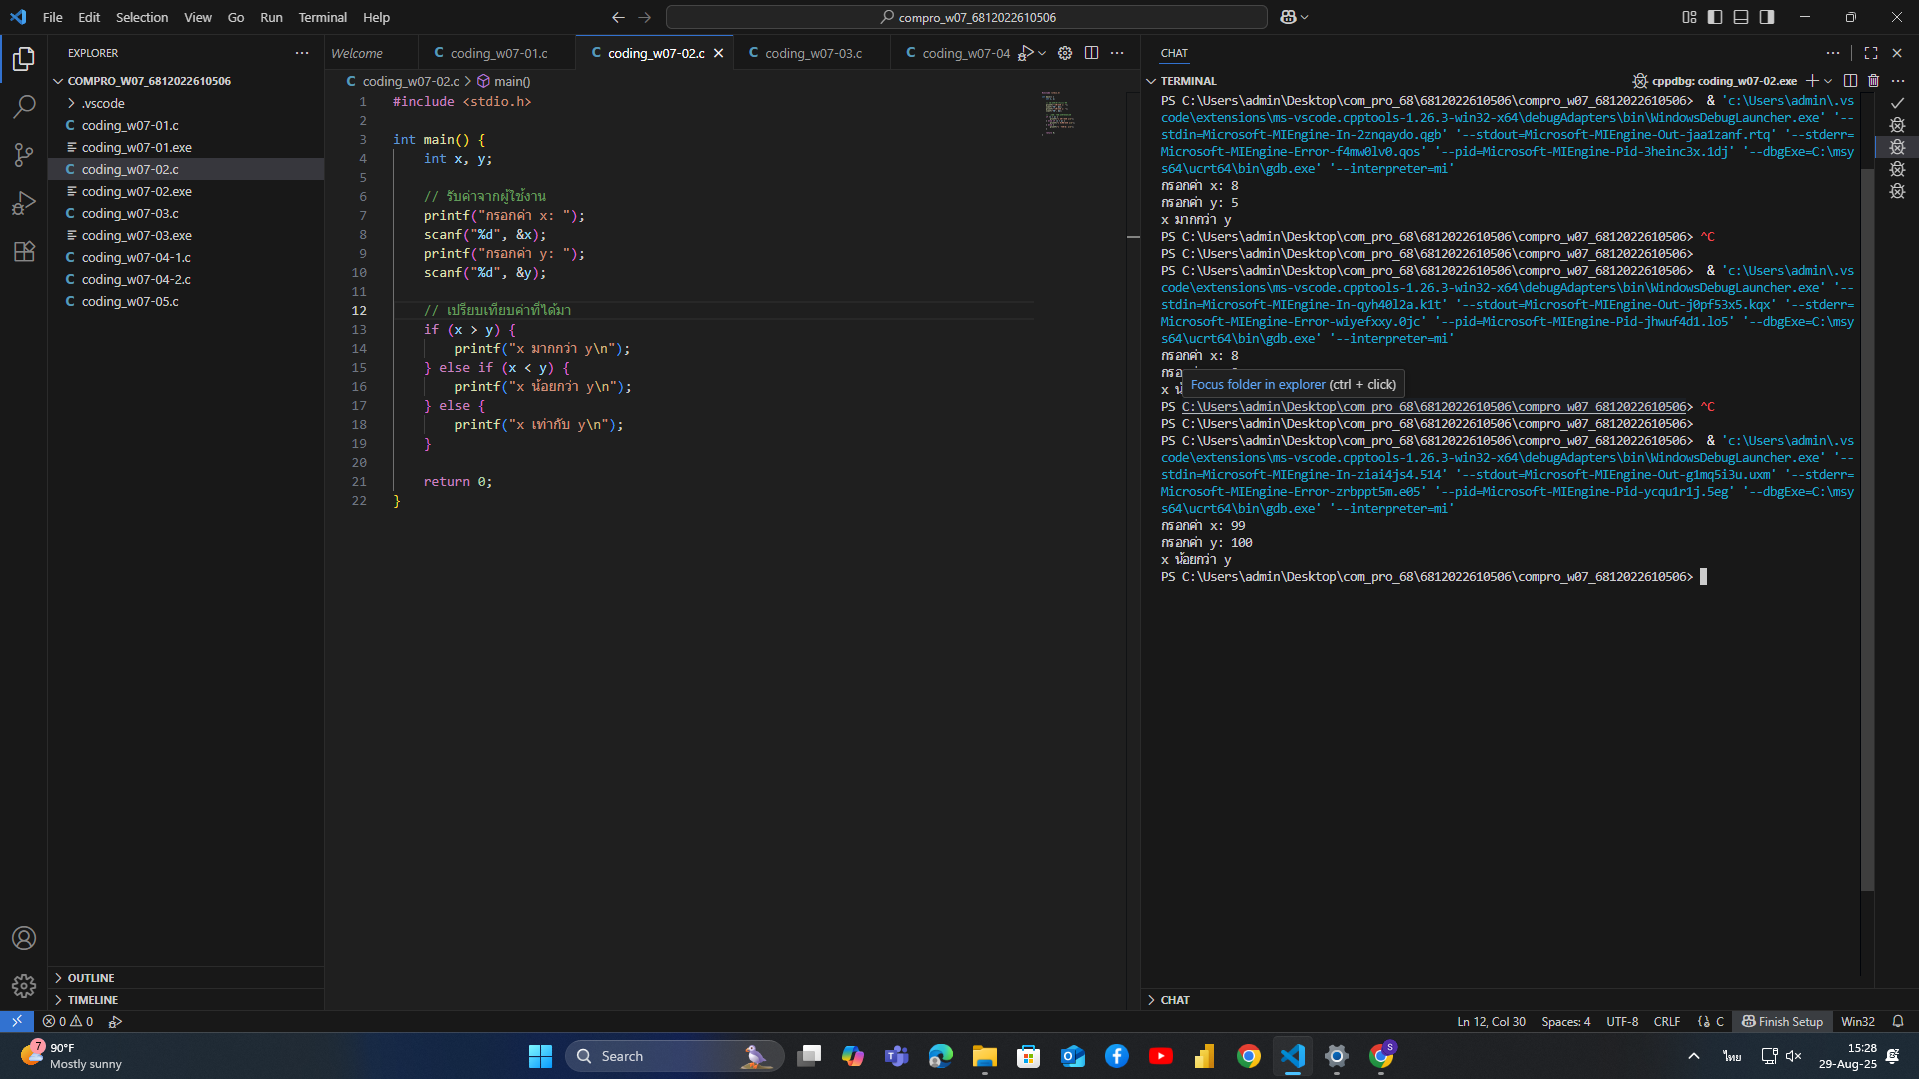 File Edit Selection View Go Run Terminal Help
compro_w07_6812022610506
EXPLORER
COMPRO_W07_6812022610506
.vscode
C coding_w07-01.c
coding_w07-01.exe
C coding_w07-02.c
coding_w07-02.exe
C coding_w07-03.c
coding_w07-03.exe
C coding_w07-04-1.c
C coding_w07-04-2.c
C coding_w07-05.c
OUTLINE
TIMELINE
Welcome C coding_w07-01.c C coding_w07-02.c C coding_w07-03.c C coding_w07-04
C coding_w07-02.c > main()
1 #include <stdio.h>
2
3 int main() {
4 int x, y;
5
6 // รับค่าจากผู้ใช้งาน
7 printf("กรอกค่า x: ");
8 scanf("%d", &x);
9 printf("กรอกค่า y: ");
10 scanf("%d", &y);
11
12 // เปรียบเทียบค่าที่ได้มา
13 if (x > y) {
14 printf("x มากกว่า y\n");
15 } else if (x < y) {
16 printf("x น้อยกว่า y\n");
17 } else {
18 printf("x เท่ากับ y\n");
19 }
20
21 return 0;
22 }
CHAT
TERMINAL
cppdbg: coding_w07-02.exe
PS C:\Users\admin\Desktop\com_pro_68\6812022610506\compro_w07_6812022610506> & 'c:\Users\admin\.vs
code\extensions\ms-vscode.cpptools-1.26.3-win32-x64\debugAdapters\bin\WindowsDebugLauncher.exe' '--
stdin=Microsoft-MIEngine-In-2znqaydo.qgb' '--stdout=Microsoft-MIEngine-Out-jaa1zanf.rtq' '--stderr=
Microsoft-MIEngine-Error-f4mw0lv0.qos' '--pid=Microsoft-MIEngine-Pid-3heinc3x.1dj' '--dbgExe=C:\msy
s64\ucrt64\bin\gdb.exe' '--interpreter=mi'
กรอกค่า x: 8
กรอกค่า y: 5
x มากกว่า y
PS C:\Users\admin\Desktop\com_pro_68\6812022610506\compro_w07_6812022610506> ^C
PS C:\Users\admin\Desktop\com_pro_68\6812022610506\compro_w07_6812022610506>
PS C:\Users\admin\Desktop\com_pro_68\6812022610506\compro_w07_6812022610506> & 'c:\Users\admin\.vs
code\extensions\ms-vscode.cpptools-1.26.3-win32-x64\debugAdapters\bin\WindowsDebugLauncher.exe' '--
stdin=Microsoft-MIEngine-In-qyh40l2a.k1t' '--stdout=Microsoft-MIEngine-Out-j0pf53x5.kqx' '--stderr=
Microsoft-MIEngine-Error-wiyefxxy.0jc' '--pid=Microsoft-MIEngine-Pid-jhwuf4d1.lo5' '--dbgExe=C:\msy
s64\ucrt64\bin\gdb.exe' '--interpreter=mi'
กรอกค่า x: 8
Focus folder in explorer (ctrl + click)
x
PS C:\Users\admin\Desktop\com_pro_68\6812022610506\compro_w07_6812022610506> ^C
PS C:\Users\admin\Desktop\com_pro_68\6812022610506\compro_w07_6812022610506>
PS C:\Users\admin\Desktop\com_pro_68\6812022610506\compro_w07_6812022610506> & 'c:\Users\admin\.vs
code\extensions\ms-vscode.cpptools-1.26.3-win32-x64\debugAdapters\bin\WindowsDebugLauncher.exe' '--
stdin=Microsoft-MIEngine-In-ziai4js4.514' '--stdout=Microsoft-MIEngine-Out-g1mq5i3u.uxm' '--stderr=
Microsoft-MIEngine-Error-zrbppt5m.e05' '--pid=Microsoft-MIEngine-Pid-ycqu1r1j.5eg' '--dbgExe=C:\msy
s64\ucrt64\bin\gdb.exe' '--interpreter=mi'
กรอกค่า x: 99
กรอกค่า y: 100
x น้อยกว่า y
PS C:\Users\admin\Desktop\com_pro_68\6812022610506\compro_w07_6812022610506>
CHAT
0 0 Ln 12, Col 30 Spaces: 4 UTF-8 CRLF C Finish Setup Win32
7 90°F
Mostly sunny
Search
S
ไทย
15:28
29-Aug-25